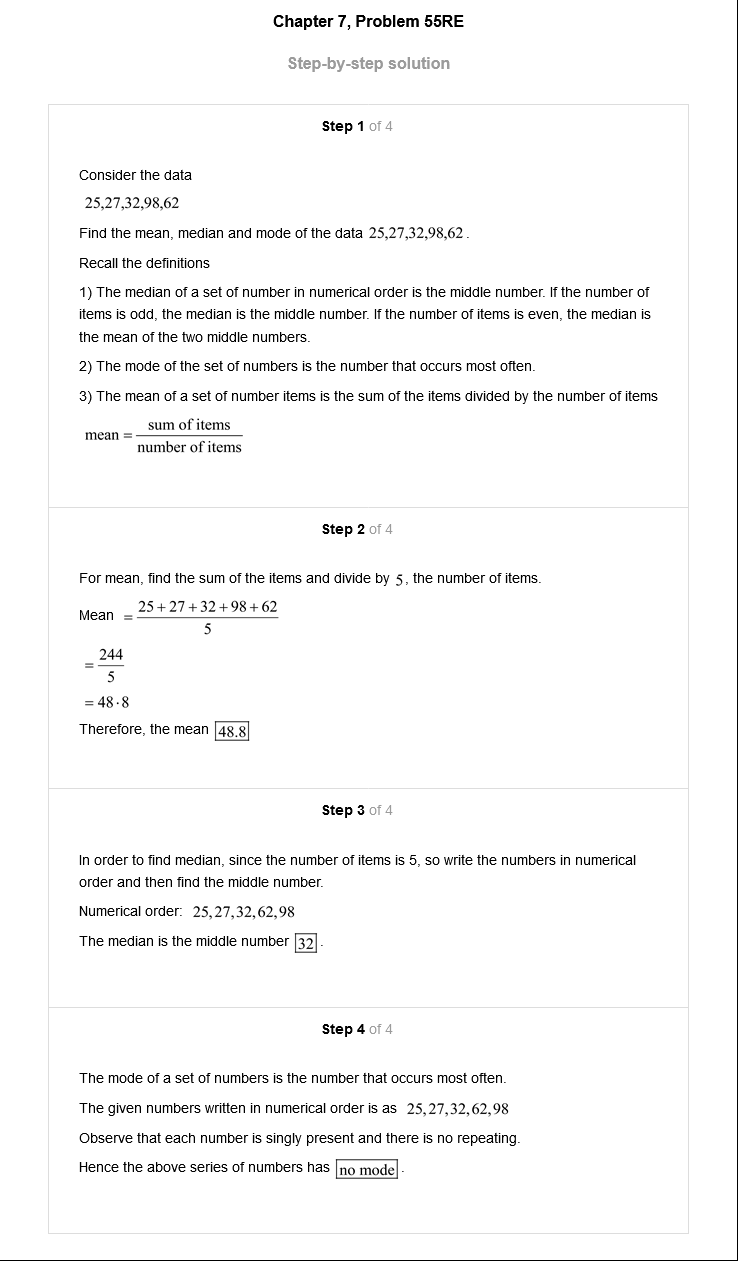 Chapter 7, Problem 55RE
Step-by-step solution
Step 1 of 4
Consider the data
25,27,32,98,62
Find the mean, median and mode of the data 25,27,32,98,62 .
Recall the definitions
1) The median of a set of number in numerical order is the middle number. If the number of
items is odd, the median is the middle number. If the number of items is even, the median is
the mean of the two middle numbers.
2) The mode of the set of numbers is the number that occurs most often.
3) The mean of a set of number items is the sum of the items divided by the number of items
mean = sum of items
number of items
Step 2 of 4
For mean, find the sum of the items and divide by 5, the number of items.
Mean = 25 + 27 + 32 + 98 + 62
5
= 244
5
= 48·8
Therefore, the mean 48.8
Step 3 of 4
In order to find median, since the number of items is 5, so write the numbers in numerical
order and then find the middle number.
Numerical order: 25,27,32,62,98
The median is the middle number 32 .
Step 4 of 4
The mode of a set of numbers is the number that occurs most often.
The given numbers written in numerical order is as 25,27,32,62,98
Observe that each number is singly present and there is no repeating.
Hence the above series of numbers has no mode .